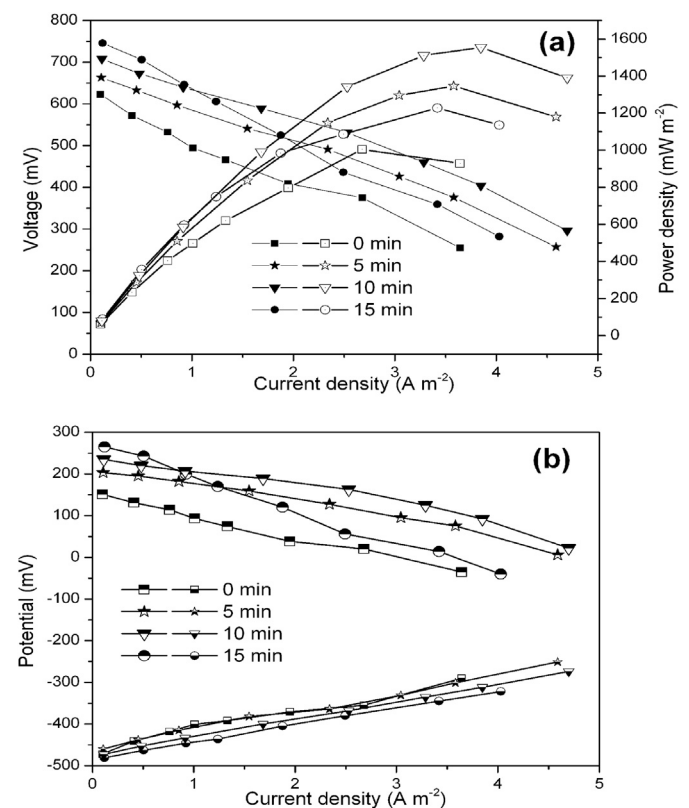 (a)
800
700
600
500
400
300
200
100
0
Voltage (mV)
1600
1400
1200
1000
800
600
400
200
0
Power density (mW m-2)
0 min
5 min
10 min
15 min
0 1 2 3 4 5
Current density (A m-2)
(b)
300
200
100
0
-100
-200
-300
-400
-500
Potential (mV)
0 min
5 min
10 min
15 min
0 1 2 3 4 5
Current density (A m-2)